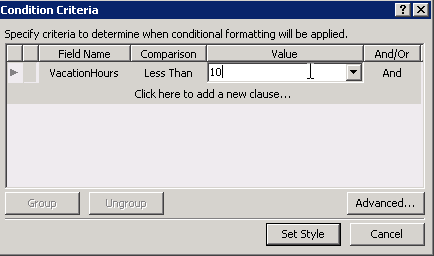 Condition Criteria
Specify criteria to determine when conditional formatting will be applied.
Field Name Comparison Value And/Or
VacationHours Less Than 10 And
Click here to add a new clause...
Group Ungroup Advanced...
Set Style Cancel